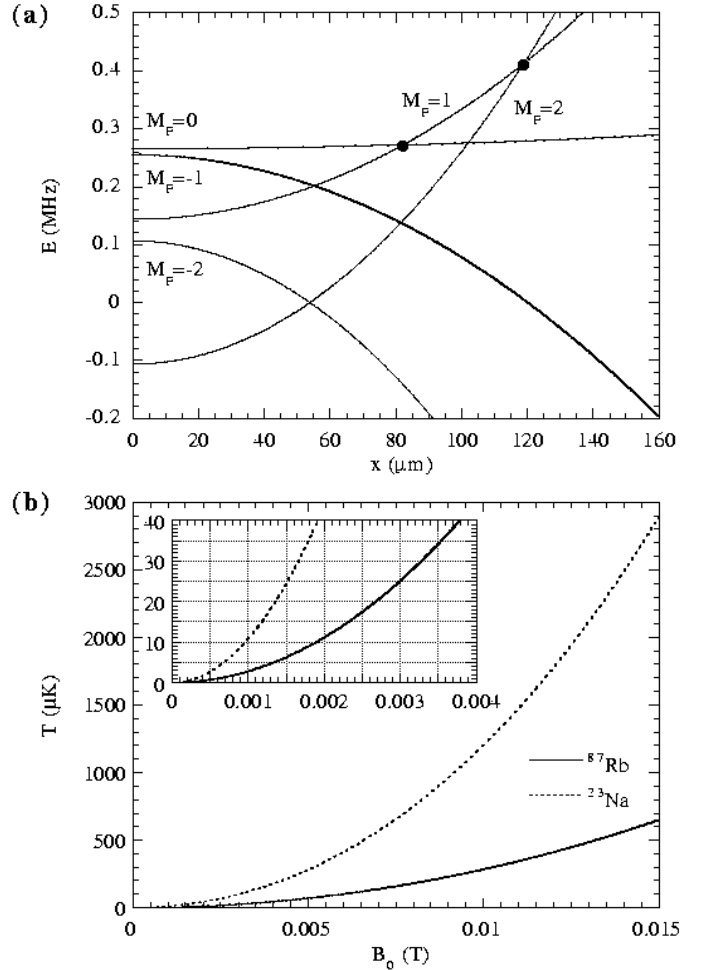 (a)
0.5
0.4
0.3
0.2
0.1
0
-0.1
-0.2
E (MHz)
M_F=0
M_F=-1
M_F=-2
M_F=1
M_F=2
0 20 40 60 80 100 120 140 160
x (μm)
(b)
3000
2500
2000
1500
1000
500
0
T (μK)
40
30
20
10
0
0 0.001 0.002 0.003 0.004
⁸⁷Rb
²³Na
0 0.005 0.01 0.015
B₀ (T)